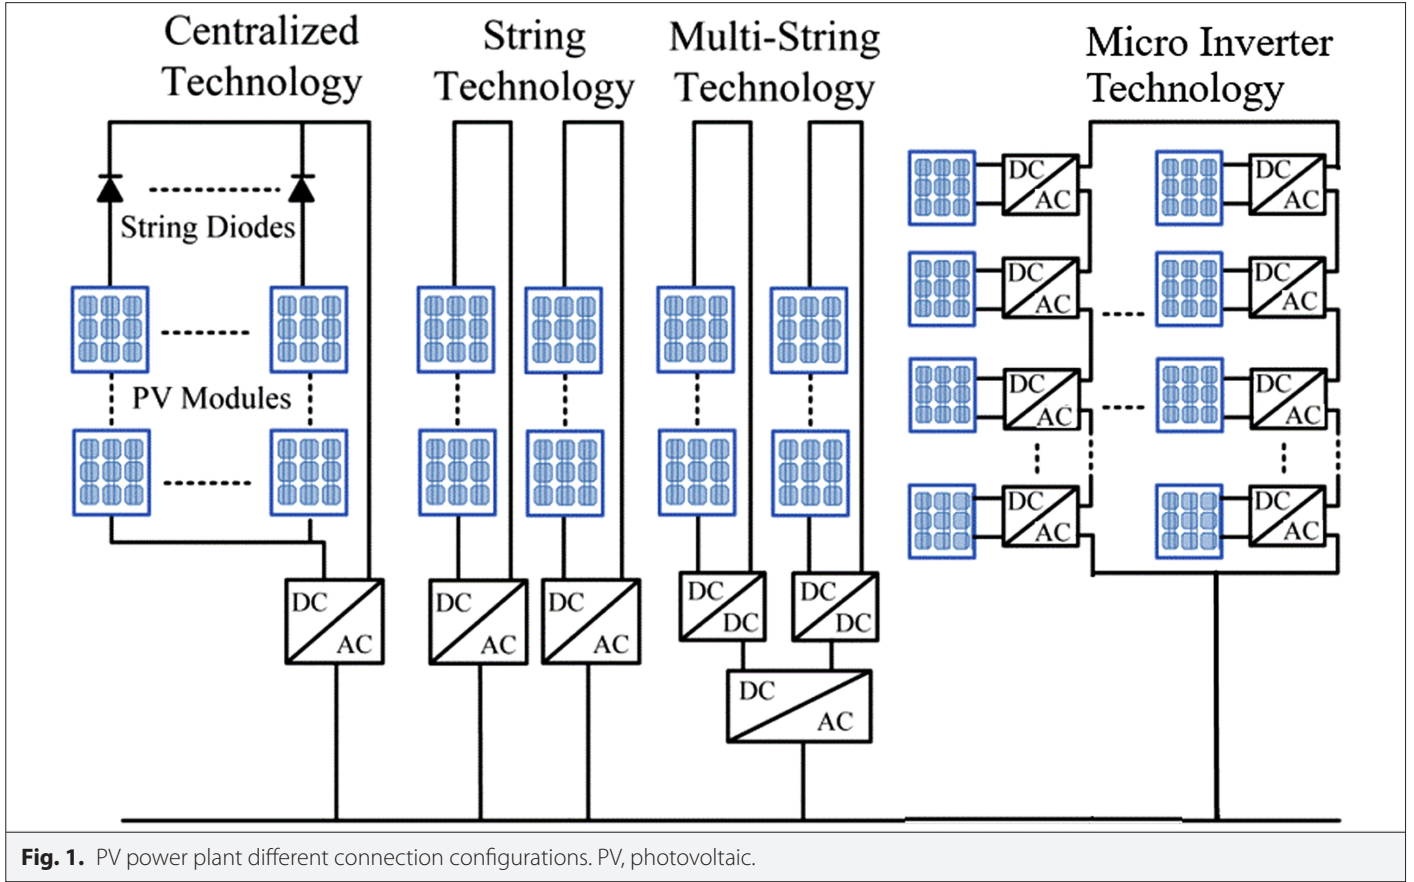 Centralized
Technology
String
Technology
Multi-String
Technology
Micro Inverter
Technology
String Diodes
PV Modules
DC
AC
DC
AC
DC
AC
DC
DC
DC
DC
DC
AC
DC
AC
DC
AC
DC
AC
DC
AC
DC
AC
DC
AC
DC
AC
DC
AC
Fig. 1. PV power plant different connection configurations. PV, photovoltaic.